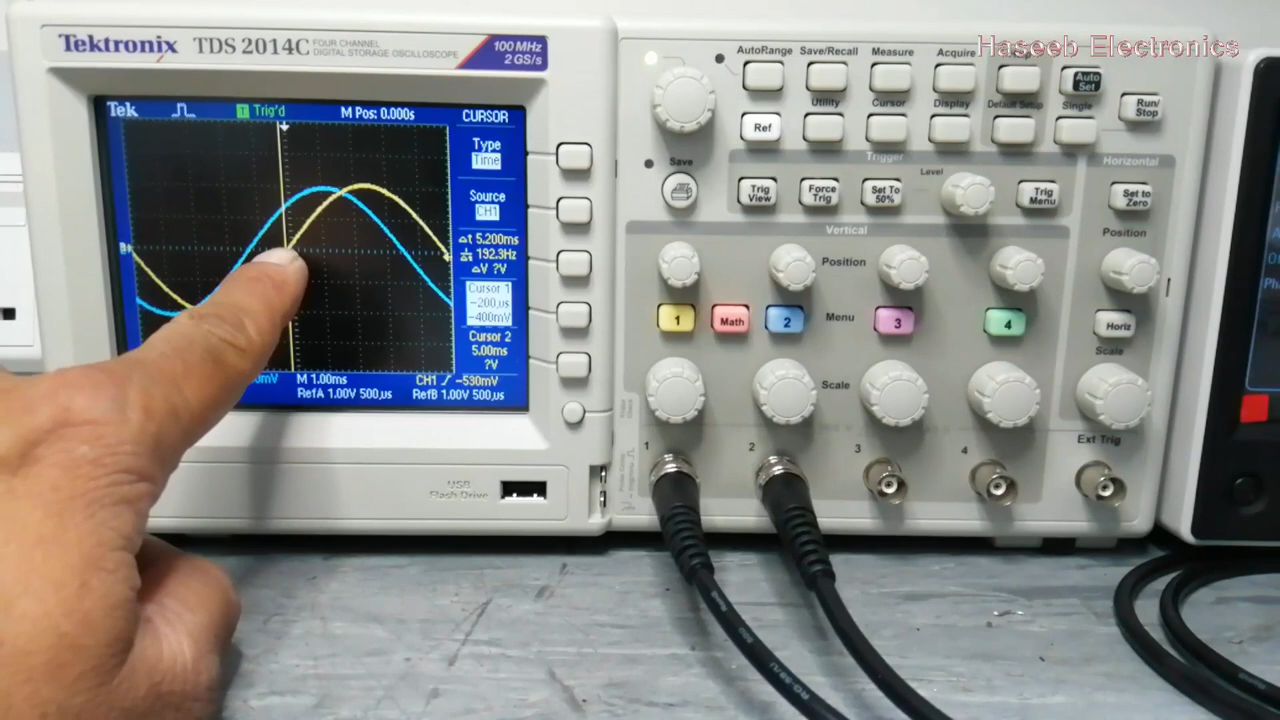 Tektronix TDS 2014C FOUR CHANNEL
DIGITAL STORAGE OSCILLOSCOPE
100 MHz
2 GS/s
Haseeb Electronics
Tek T Trig'd M Pos: 0.000s CURSOR
Type
Time
Source
CH1
Δt 5.200ms
192.3Hz
ΔV ?V
Cursor 1
-200µs
-400mV
Cursor 2
5.00ms
?V
M 1.00ms CH1 -530mV
RefA 1.00V 500µs RefB 1.00V 500µs
USB
Flash Drive
AutoRange Save/Recall Measure Acquire
Auto
Set
Utility Cursor Display Default Setup Single
Run/
Stop
Ref
Save
Trigger
Level
Trig
View
Force
Trig
Set To
50%
Trig
Menu
Horizontal
Set to
Zero
Position
Vertical
Position
1 Math 2 Menu 3 4
Horiz
Scale
Scale
1 2 3 4 Ext Trig